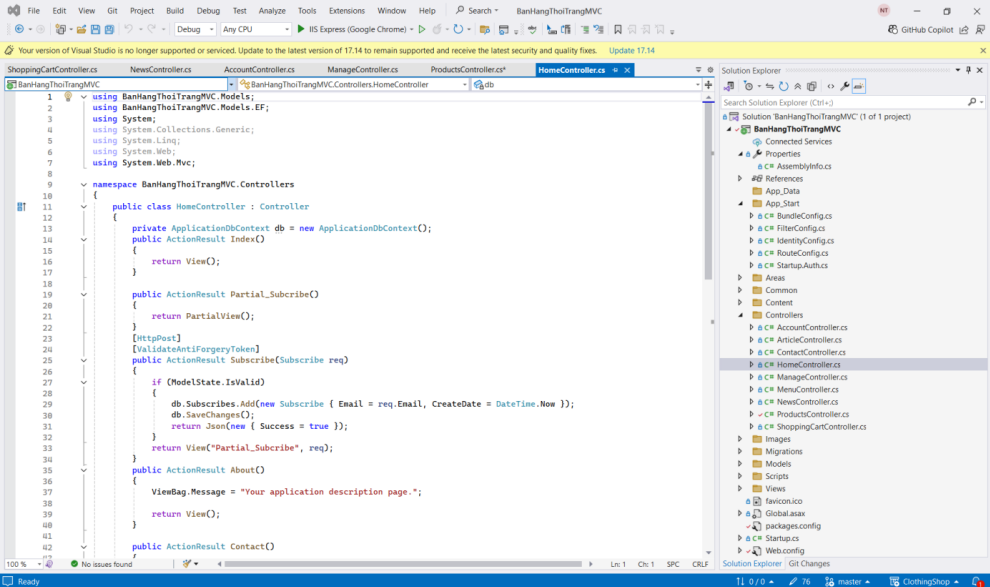 File Edit View Git Project Build Debug Test Analyze Tools Extensions Window Help Search BanHangThoiTrangMVC NT
Debug Any CPU IIS Express (Google Chrome) GitHub Copilot
Your version of Visual Studio is no longer supported or serviced. Update to the latest version of 17.14 to remain supported and receive the latest security and quality fixes. Update 17.14
ShoppingCartController.cs NewsController.cs AccountController.cs ManageController.cs ProductsController.cs* HomeController.cs
BanHangThoiTrangMVC BanHangThoiTrangMVC.Controllers.HomeController db
1 using BanHangThoiTrangMVC.Models;
2 using BanHangThoiTrangMVC.Models.EF;
3 using System;
4 using System.Collections.Generic;
5 using System.Linq;
6 using System.Web;
7 using System.Web.Mvc;
8
9 namespace BanHangThoiTrangMVC.Controllers
10 {
11 public class HomeController : Controller
12 {
13 private ApplicationDbContext db = new ApplicationDbContext();
14 public ActionResult Index()
15 {
16 return View();
17 }
18
19 public ActionResult Partial_Subcribe()
20 {
21 return PartialView();
22 }
23 [HttpPost]
24 [ValidateAntiForgeryToken]
25 public ActionResult Subscribe(Subscribe req)
26 {
27 if (ModelState.IsValid)
28 {
29 db.Subscribes.Add(new Subscribe { Email = req.Email, CreateDate = DateTime.Now });
30 db.SaveChanges();
31 return Json(new { Success = true });
32 }
33 return View("Partial_Subcribe", req);
34 }
35 public ActionResult About()
36 {
37 ViewBag.Message = "Your application description page.";
38
39 return View();
40 }
41
42 public ActionResult Contact()
100 % No issues found Ln: 1 Ch: 1 SPC CRLF
Solution Explorer
Search Solution Explorer (Ctrl+;)
Solution 'BanHangThoiTrangMVC' (1 of 1 project)
BanHangThoiTrangMVC
Connected Services
Properties
C# AssemblyInfo.cs
References
App_Data
App_Start
C# BundleConfig.cs
C# FilterConfig.cs
C# IdentityConfig.cs
C# RouteConfig.cs
C# Startup.Auth.cs
Areas
Common
Content
Controllers
C# AccountController.cs
C# ArticleController.cs
C# ContactController.cs
C# HomeController.cs
C# ManageController.cs
C# MenuController.cs
C# NewsController.cs
C# ProductsController.cs
C# ShoppingCartController.cs
Images
Migrations
Models
Scripts
Views
favicon.ico
Global.asax
packages.config
C# Startup.cs
Web.config
Solution Explorer Git Changes
Ready 0 / 0 76 master ClothingShop 1